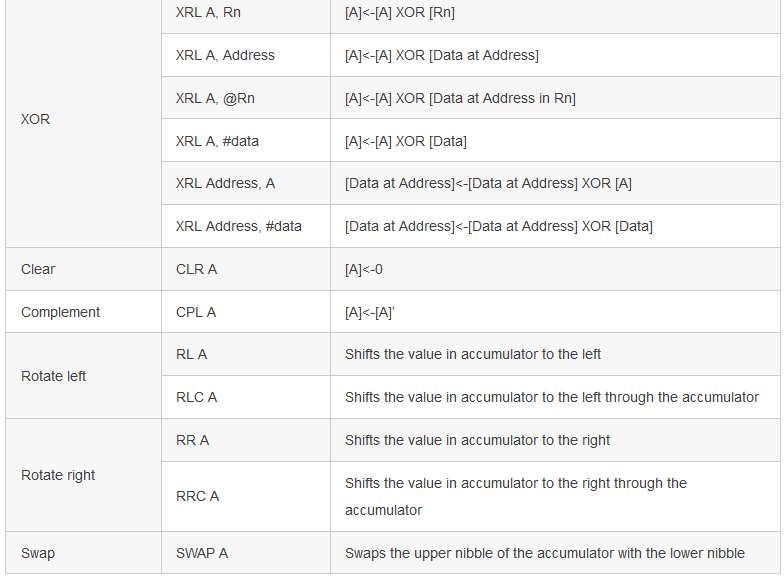 XRL A, Rn [A]<-[A] XOR [Rn]
XRL A, Address [A]<-[A] XOR [Data at Address]
XRL A, @Rn [A]<-[A] XOR [Data at Address in Rn]
XOR
XRL A, #data [A]<-[A] XOR [Data]
XRL Address, A [Data at Address]<-[Data at Address] XOR [A]
XRL Address, #data [Data at Address]<-[Data at Address] XOR [Data]
Clear CLR A [A]<-0
Complement CPL A [A]<-[A]’
Rotate left
RL A Shifts the value in accumulator to the left
RLC A Shifts the value in accumulator to the left through the accumulator
Rotate right
RR A Shifts the value in accumulator to the right
RRC A Shifts the value in accumulator to the right through the
accumulator
Swap SWAP A Swaps the upper nibble of the accumulator with the lower nibble